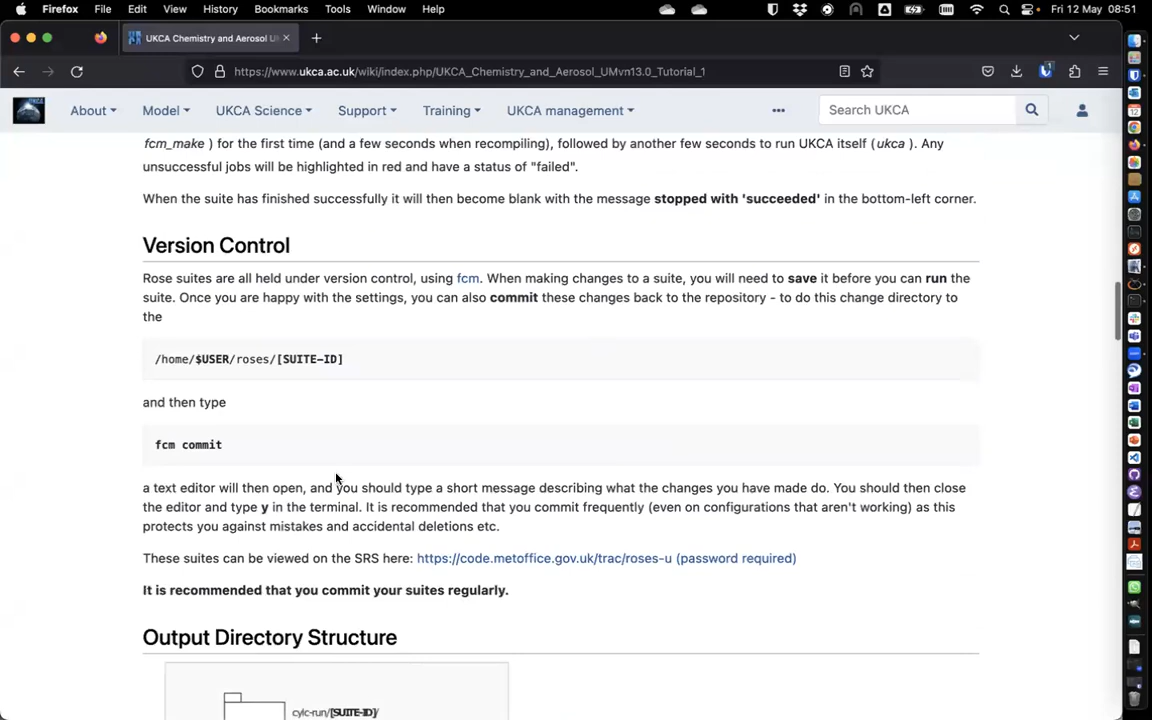 Firefox File Edit View History Bookmarks Tools Window Help Fri 12 May 08:51
UKCA Chemistry and Aerosol U
https://www.ukca.ac.uk/wiki/index.php/UKCA_Chemistry_and_Aerosol_UMvn13.0_Tutorial_1
About Model UKCA Science Support Training UKCA management Search UKCA
fcm_make ) for the first time (and a few seconds when recompiling), followed by another few seconds to run UKCA itself (ukca ). Any
unsuccessful jobs will be highlighted in red and have a status of "failed".
When the suite has finished successfully it will then become blank with the message stopped with 'succeeded' in the bottom-left corner.
Version Control
Rose suites are all held under version control, using fcm. When making changes to a suite, you will need to save it before you can run the
suite. Once you are happy with the settings, you can also commit these changes back to the repository - to do this change directory to
the
/home/$USER/roses/[SUITE-ID]
and then type
fcm commit
a text editor will then open, and you should type a short message describing what the changes you have made do. You should then close
the editor and type y in the terminal. It is recommended that you commit frequently (even on configurations that aren't working) as this
protects you against mistakes and accidental deletions etc.
These suites can be viewed on the SRS here: https://code.metoffice.gov.uk/trac/roses-u (password required)
It is recommended that you commit your suites regularly.
Output Directory Structure
cylc-run/[SUITE-ID]/